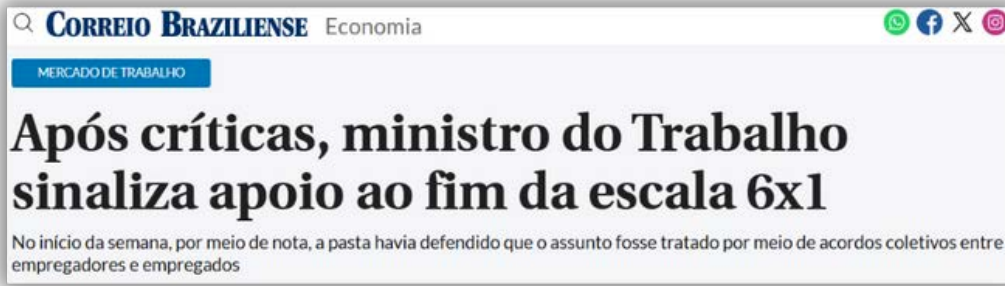 CORREIO BRAZILIENSE Economia
MERCADO DE TRABALHO
Após críticas, ministro do Trabalho
sinaliza apoio ao fim da escala 6x1
No início da semana, por meio de nota, a pasta havia defendido que o assunto fosse tratado por meio de acordos coletivos entre
empregadores e empregados